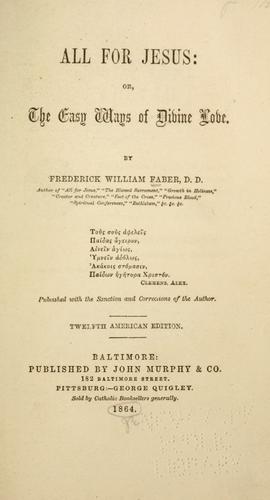 ALL FOR JESUS:
OR,
The Easy Ways of Divine Love.
BY
FREDERICK WILLIAM FABER, D. D.
Author of "All for Jesus," "The Blessed Sacrament," "Growth in Holiness,"
"Creator and Creature," "Foot of the Cross," "Precious Blood,"
"Spiritual Conferences," "Bethlehem," &c. &c. &c.
Τοὺς σοὺς ἀφελεῖς
Παῖδας ἄγειρον,
Αἰνεῖν ἁγίως,
Ὑμνεῖν ἀδόλως,
Ἀκάκοις στόμασιν,
Παίδων ἡγήτορα Χριστόν.
CLEMENS. ALEX.
Published with the Sanction and Corrections of the Author.
TWELFTH AMERICAN EDITION.
BALTIMORE:
PUBLISHED BY JOHN MURPHY & CO.
182 BALTIMORE STREET.
PITTSBURG:—GEORGE QUIGLEY.
Sold by Catholic Booksellers generally.
1864.